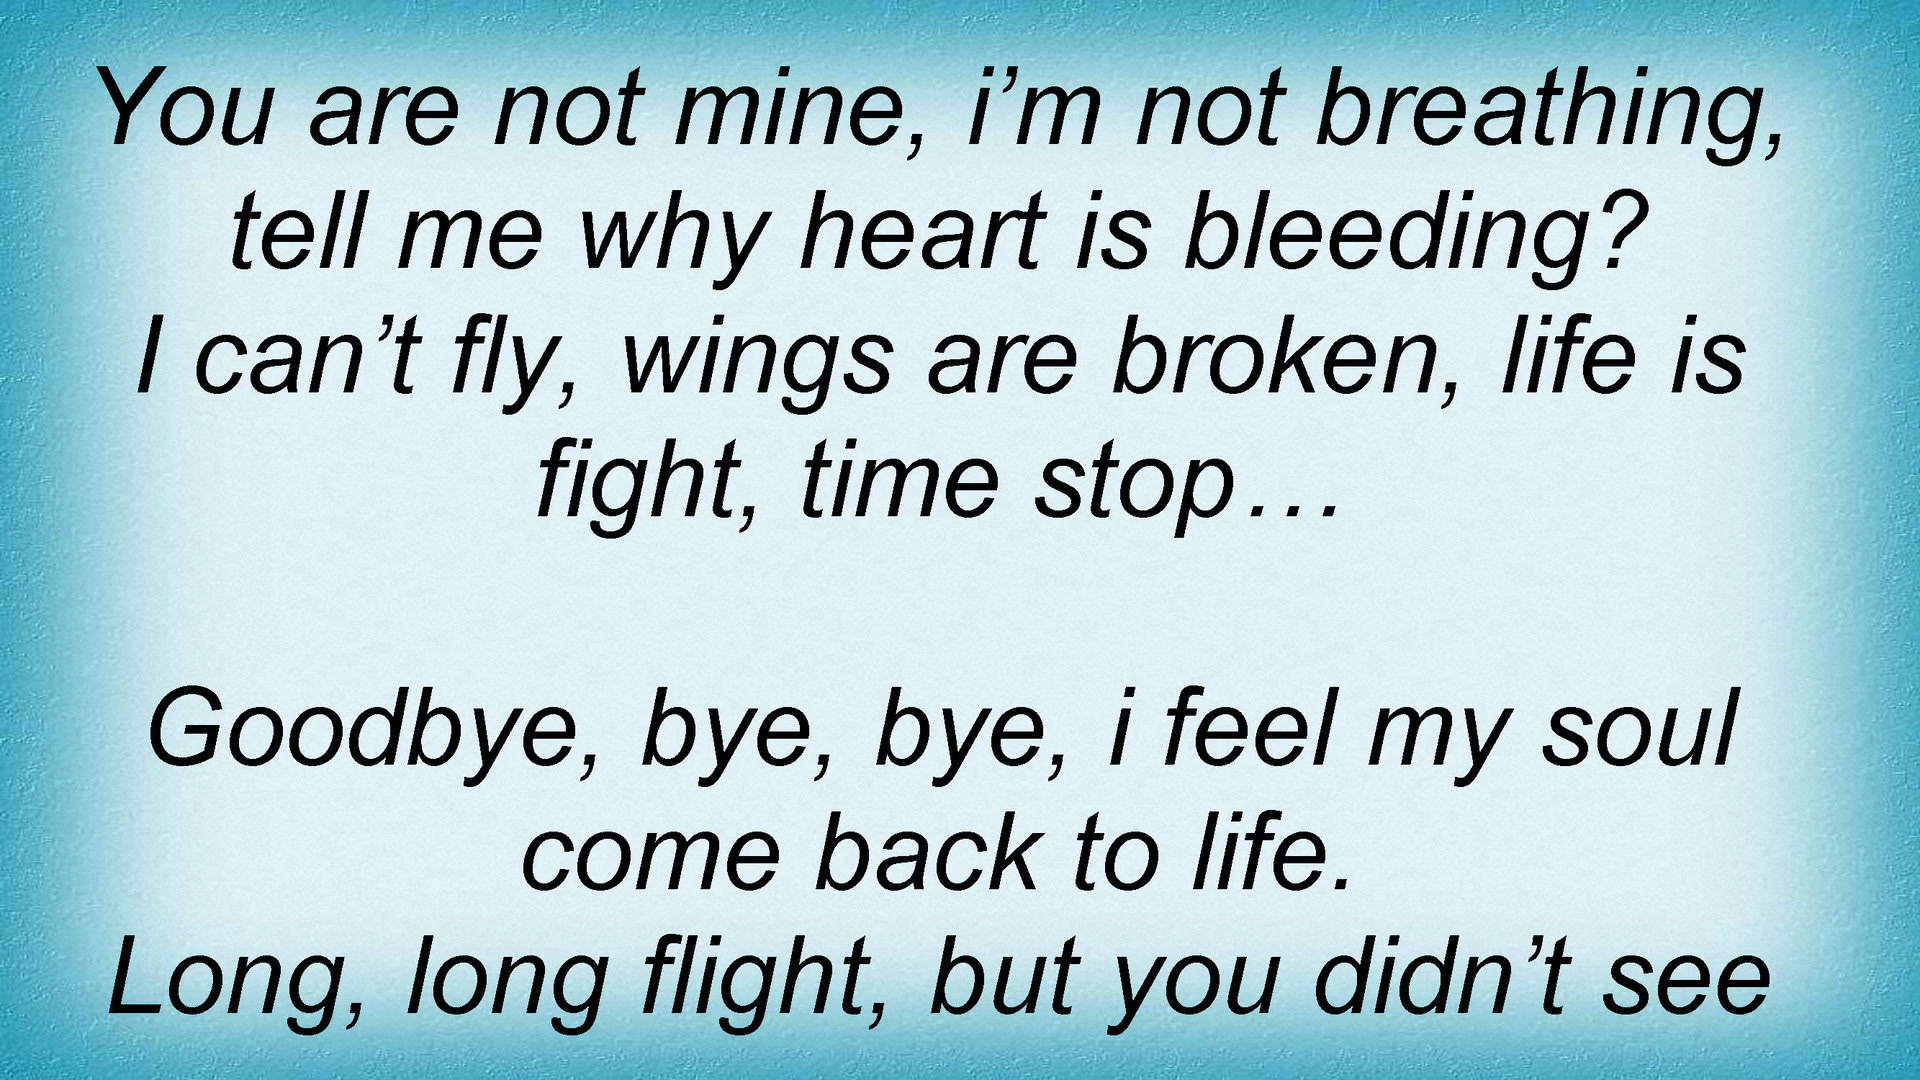 You are not mine, i’m not breathing,
tell me why heart is bleeding?
I can’t fly, wings are broken, life is
fight, time stop…
Goodbye, bye, bye, i feel my soul
come back to life.
Long, long flight, but you didn’t see